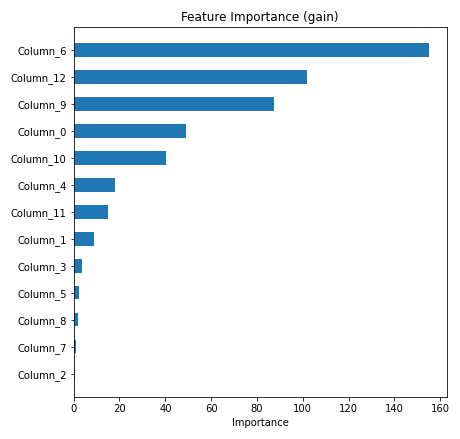 Feature Importance (gain)
Column_6
Column_12
Column_9
Column_0
Column_10
Column_4
Column_11
Column_1
Column_3
Column_5
Column_8
Column_7
Column_2
0 20 40 60 80 100 120 140 160
Importance